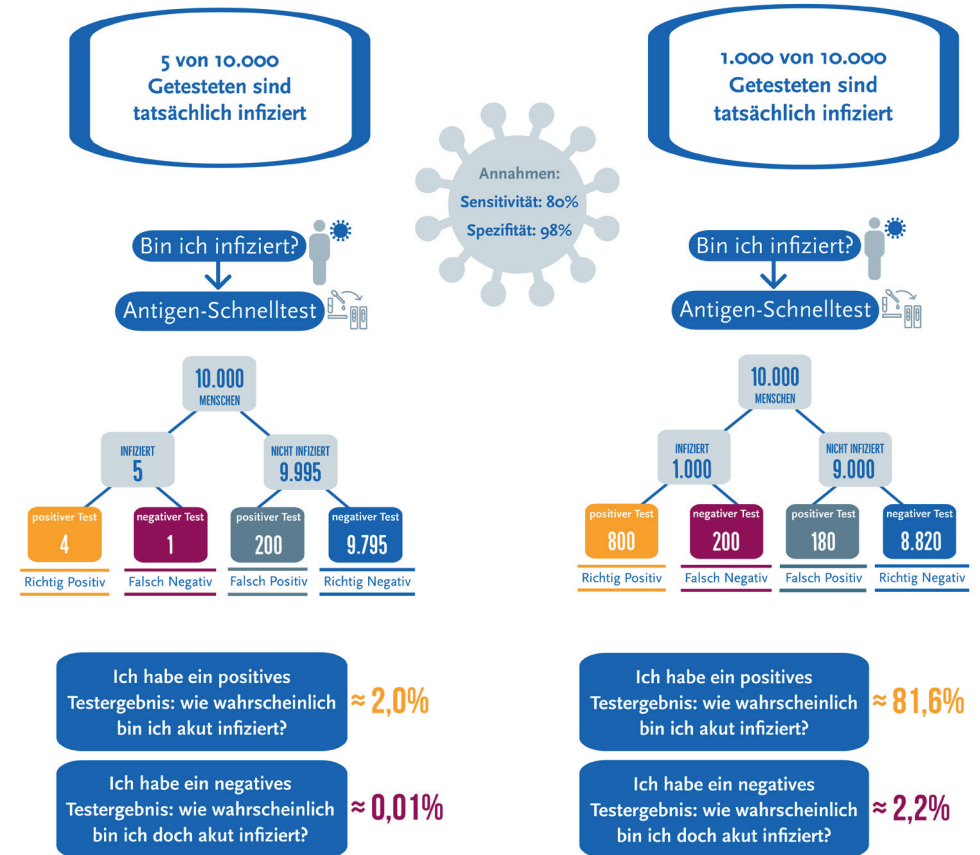 5 von 10.000
Getesteten sind
tatsächlich infiziert
1.000 von 10.000
Getesteten sind
tatsächlich infiziert
Annahmen:
Sensitivität: 80%
Spezifität: 98%
Bin ich infiziert?
Antigen-Schnelltest
10.000
MENSCHEN
INFIZIERT
5
NICHT INFIZIERT
9.995
positiver Test
4
Richtig Positiv
negativer Test
1
Falsch Negativ
positiver Test
200
Falsch Positiv
negativer Test
9.795
Richtig Negativ
Bin ich infiziert?
Antigen-Schnelltest
10.000
MENSCHEN
INFIZIERT
1.000
NICHT INFIZIERT
9.000
positiver Test
800
Richtig Positiv
negativer Test
200
Falsch Negativ
positiver Test
180
Falsch Positiv
negativer Test
8.820
Richtig Negativ
Ich habe ein positives
Testergebnis: wie wahrscheinlich
bin ich akut infiziert?
≈ 2,0%
Ich habe ein negatives
Testergebnis: wie wahrscheinlich
bin ich doch akut infiziert?
≈ 0,01%
Ich habe ein positives
Testergebnis: wie wahrscheinlich
bin ich akut infiziert?
≈ 81,6%
Ich habe ein negatives
Testergebnis: wie wahrscheinlich
bin ich doch akut infiziert?
≈ 2,2%